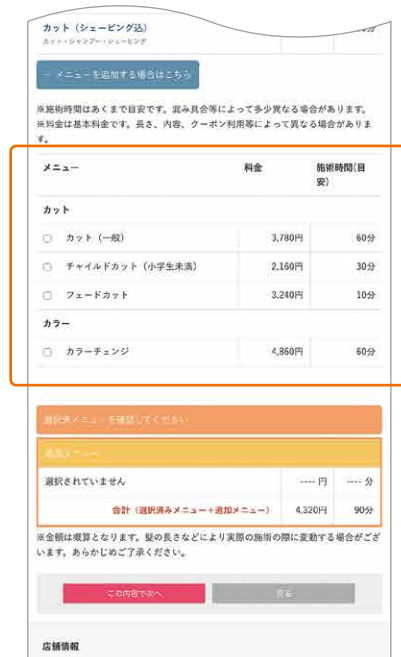 カット（シェービング込）
カット・シャンプー・シェービング
− メニューを追加する場合はこちら
※施術時間はあくまで目安です。混み具合等によって多少異なる場合があります。
※料金は基本料金です。長さ、内容、クーポン利用等によって異なる場合がありま
す。
メニュー 料金 施術時間(目
安)
カット
カット（一般） 3,780円 60分
チャイルドカット（小学生未満） 2,160円 30分
フェードカット 3,240円 10分
カラー
カラーチェンジ 4,860円 60分
選択済メニューを確認してください
追加メニュー
選択されていません ---- 円 ---- 分
合計（選択済みメニュー＋追加メニュー） 4,320円 90分
※金額は概算となります。髪の長さなどにより実際の施術の際に変動する場合がござ
います。あらかじめご了承ください。
この内容で次へ 戻る
店舗情報